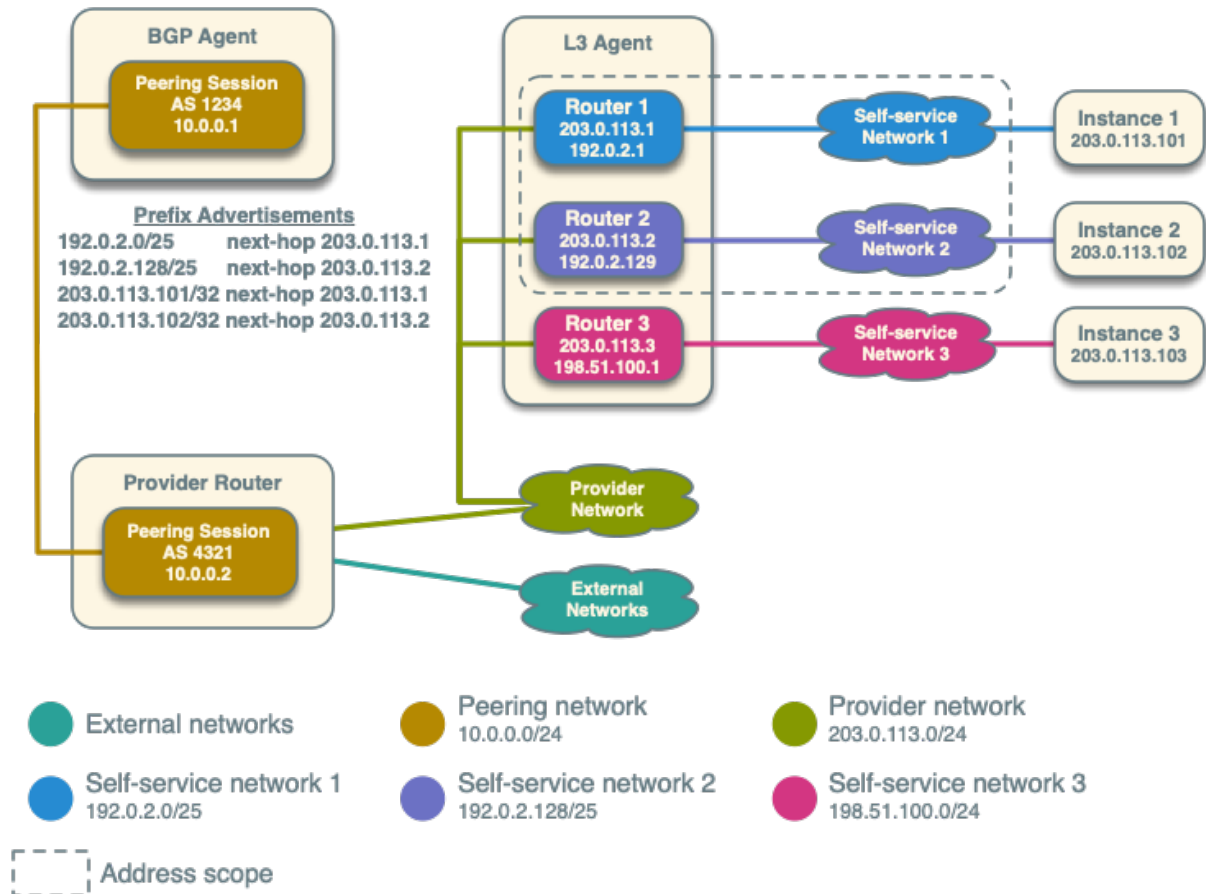 BGP Agent
Peering Session
AS 1234
10.0.0.1
L3 Agent
Router 1
203.0.113.1
192.0.2.1
Self-service
Network 1
Instance 1
203.0.113.101
Prefix Advertisements
192.0.2.0/25 next-hop 203.0.113.1
192.0.2.128/25 next-hop 203.0.113.2
203.0.113.101/32 next-hop 203.0.113.1
203.0.113.102/32 next-hop 203.0.113.2
Router 2
203.0.113.2
192.0.2.129
Self-service
Network 2
Instance 2
203.0.113.102
Router 3
203.0.113.3
198.51.100.1
Self-service
Network 3
Instance 3
203.0.113.103
Provider Router
Peering Session
AS 4321
10.0.0.2
Provider
Network
External
Networks
External networks
Peering network
10.0.0.0/24
Provider network
203.0.113.0/24
Self-service network 1
192.0.2.0/25
Self-service network 2
192.0.2.128/25
Self-service network 3
198.51.100.0/24
Address scope